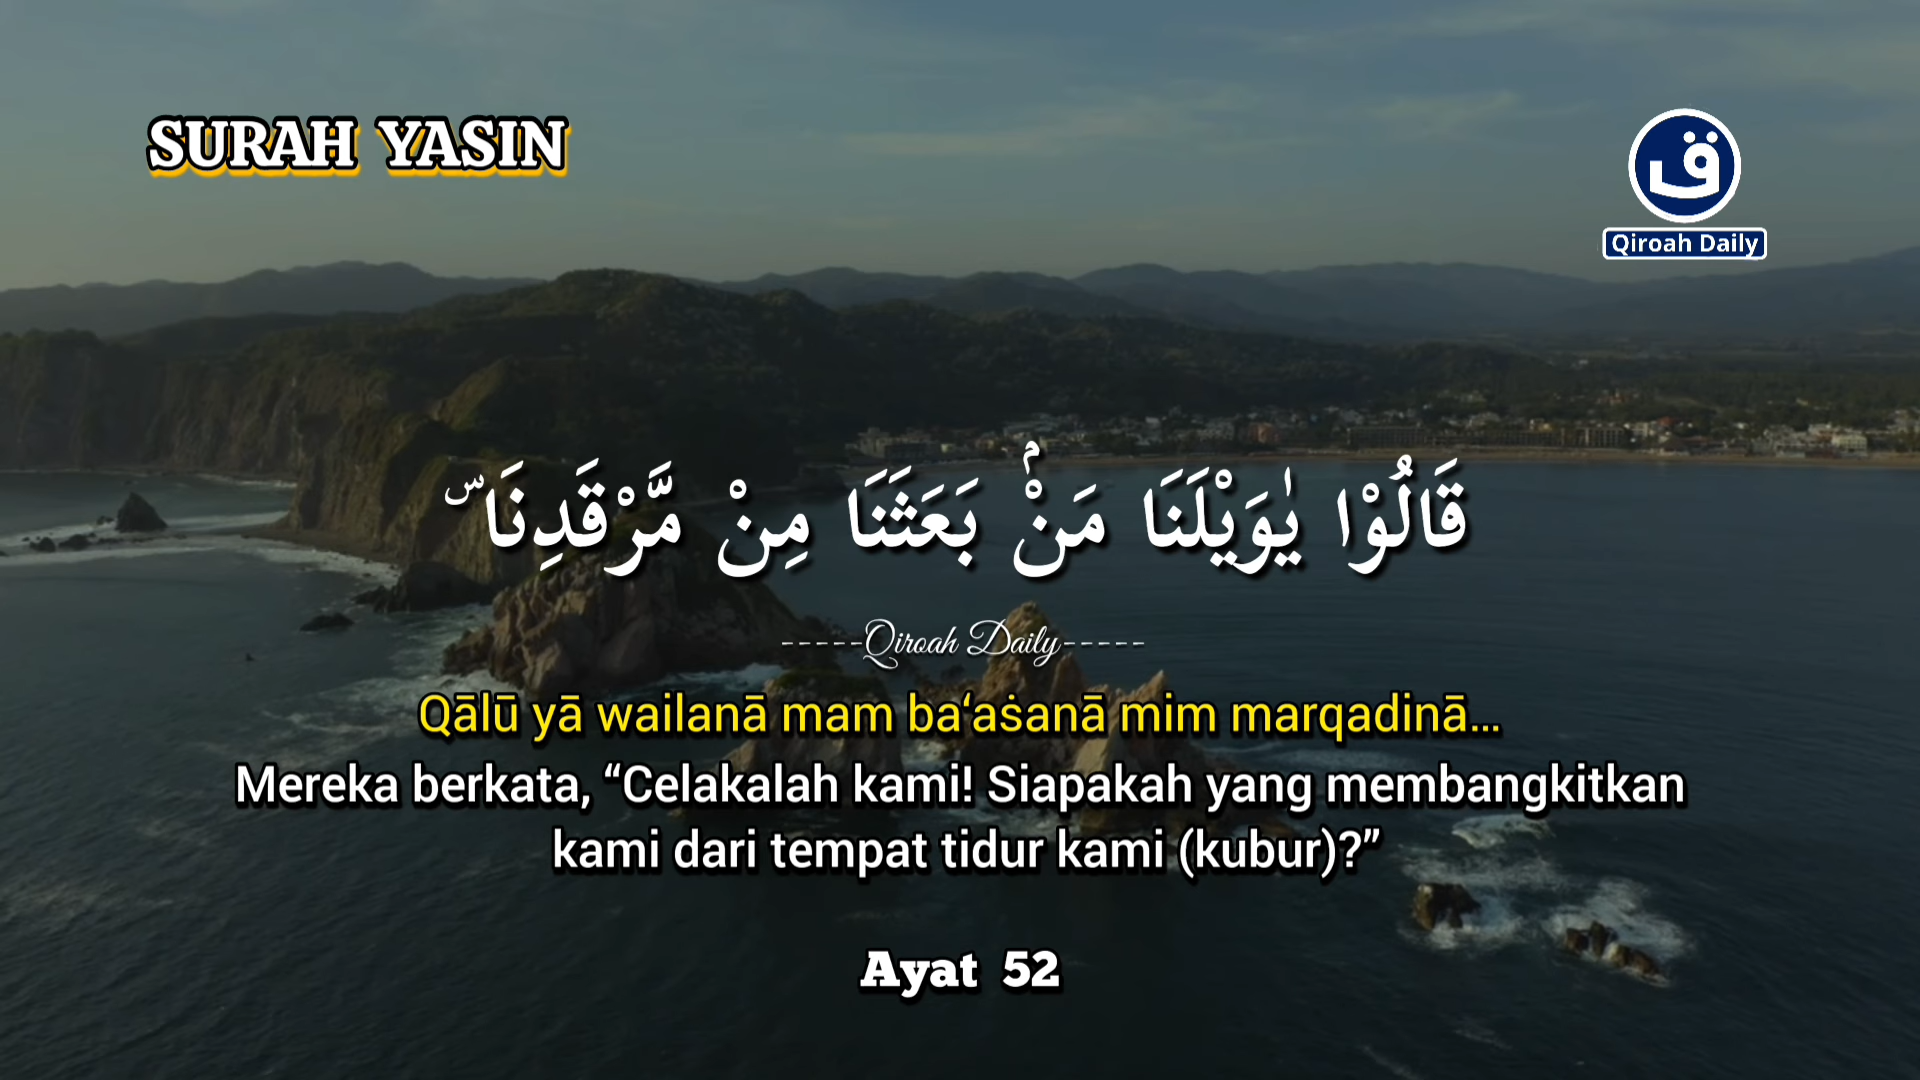 SURAH YASIN
ق
Qiroah Daily
قَالُوْا يٰوَيْلَنَا مَنْۢ بَعَثَنَا مِنْ مَّرْقَدِنَا ۜ
-----Qiroah Daily-----
Qālū yā wailanā mam ba‘aṡanā mim marqadinā...
Mereka berkata, “Celakalah kami! Siapakah yang membangkitkan
kami dari tempat tidur kami (kubur)?”
Ayat 52